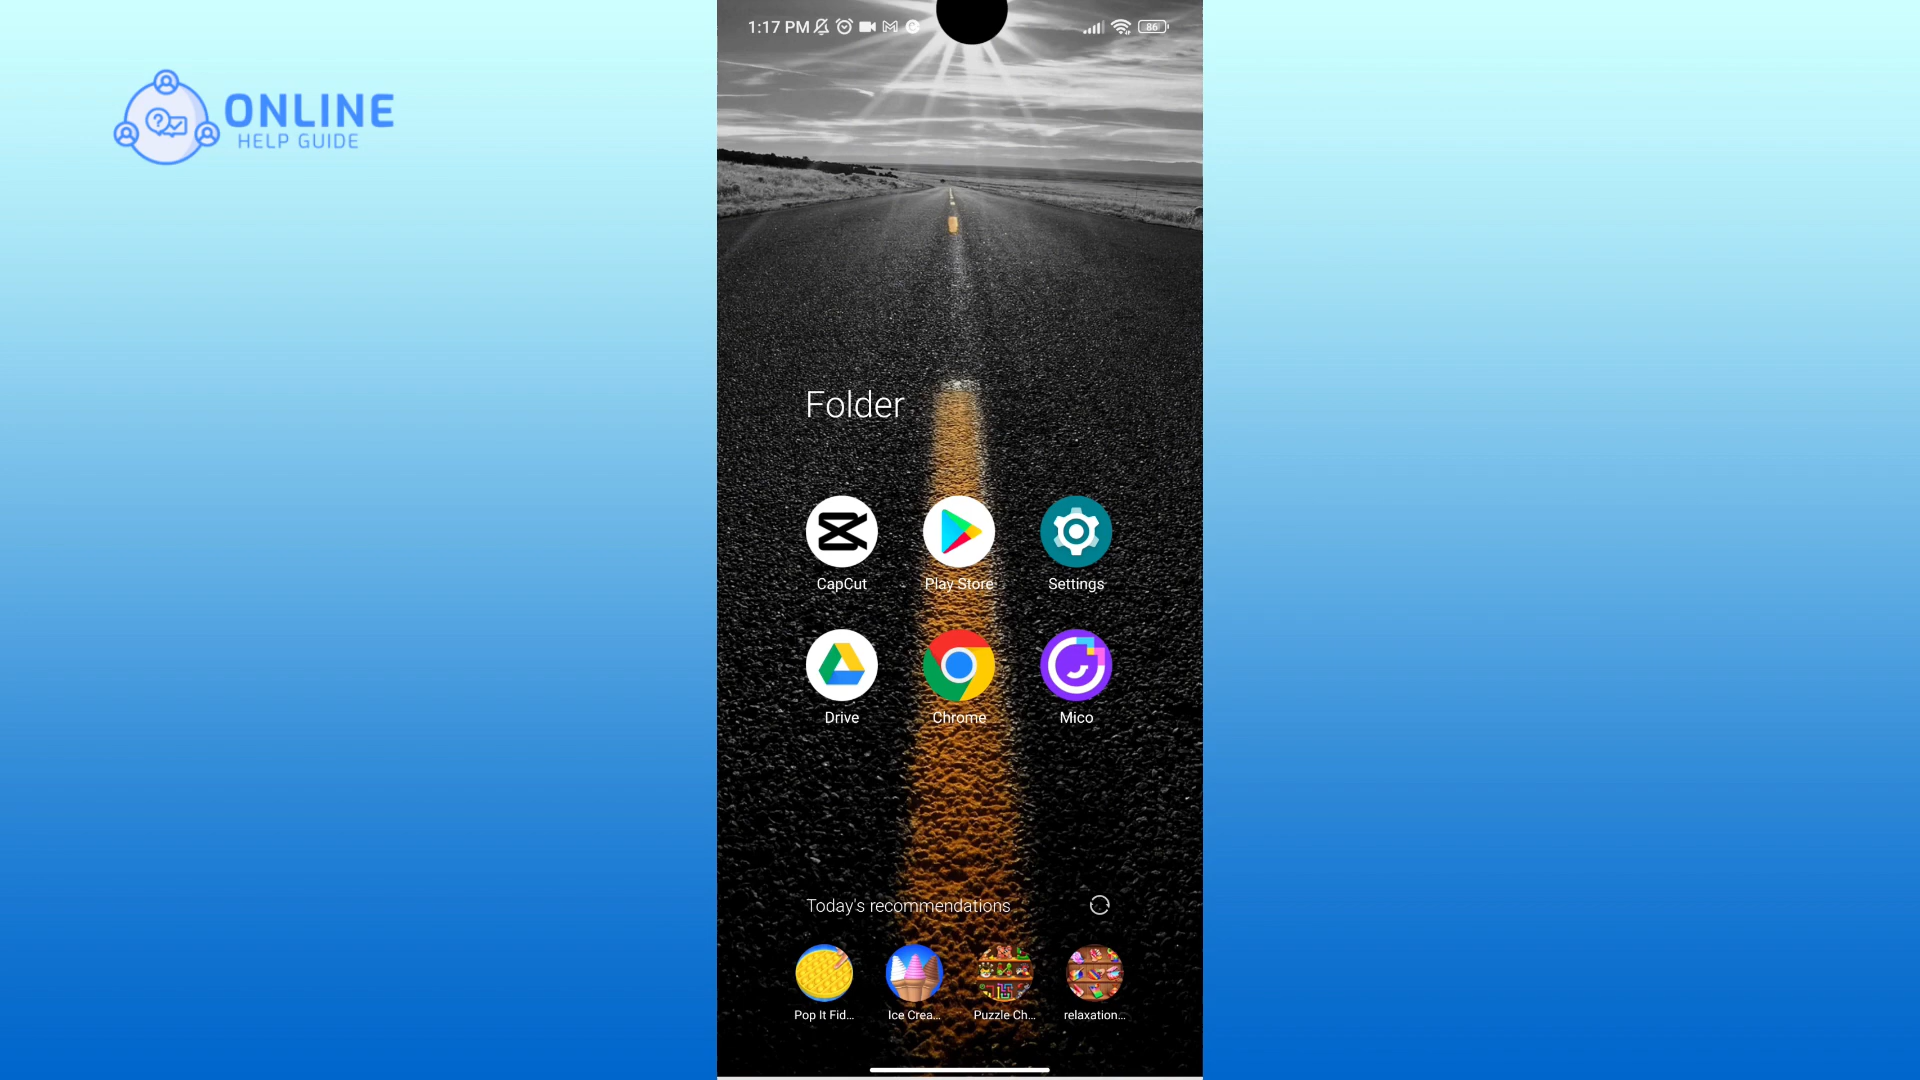 ONLINE
HELP GUIDE
1:17 PM
86
Folder
CapCut
Play Store
Settings
Drive
Chrome
Mico
Today's recommendations
Pop It Fid...
Ice Crea...
Puzzle Ch...
relaxation...